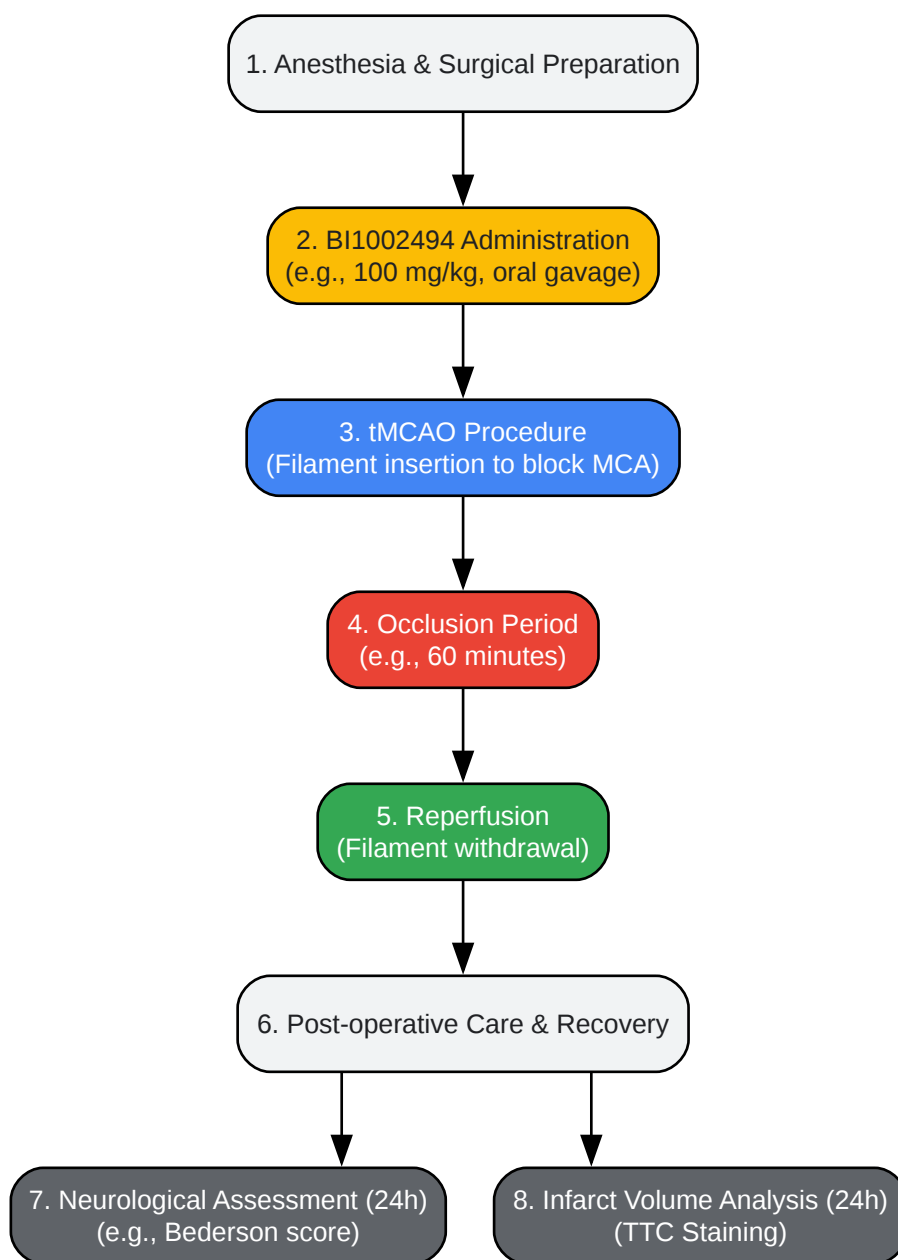 1. Anesthesia & Surgical Preparation
2. BI1002494 Administration
(e.g., 100 mg/kg, oral gavage)
3. tMCAO Procedure
(Filament insertion to block MCA)
4. Occlusion Period
(e.g., 60 minutes)
5. Reperfusion
(Filament withdrawal)
6. Post-operative Care & Recovery
7. Neurological Assessment (24h)
(e.g., Bederson score)
8. Infarct Volume Analysis (24h)
(TTC Staining)